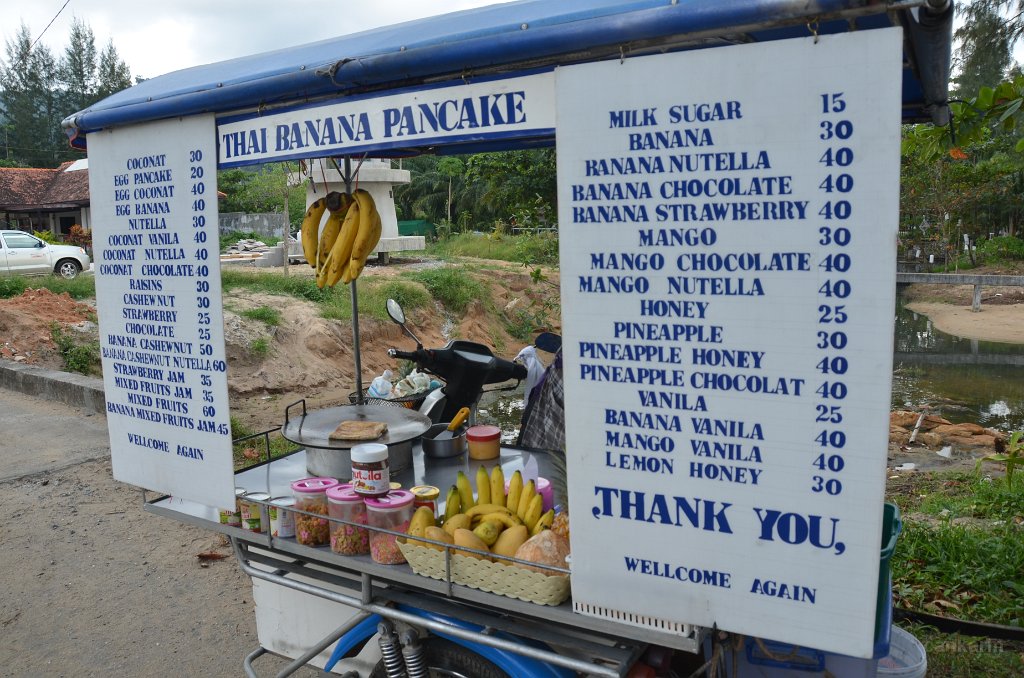 THAI BANANA PANCAKE
COCONAT 30
EGG PANCAKE 20
EGG COCONAT 40
EGG BANANA 40
NUTELLA 30
COCONAT VANILA 40
COCONAT NUTELLA 40
COCONAT CHOCOLATE 40
RAISINS 30
CASHEWNUT 30
STRAWBERRY 25
CHOCOLATE 25
BANANA CASHEWNUT 50
BANANA CASHEWNUT NUTELLA 60
STRAWBERRY JAM 35
MIXED FRUITS JAM 35
MIXED FRUITS 60
BANANA MIXED FRUITS JAM 45
WELLCOME AGAIN
MILK SUGAR 15
BANANA 30
BANANA NUTELLA 40
BANANA CHOCOLATE 40
BANANA STRAWBERRY 40
MANGO 30
MANGO CHOCOLATE 40
MANGO NUTELLA 40
HONEY 25
PINEAPPLE 30
PINEAPPLE HONEY 40
PINEAPPLE CHOCOLAT 40
VANILA 25
BANANA VANILA 40
MANGO VANILA 40
LEMON HONEY 30
,THANK YOU,
WELLCOME AGAIN
nutella